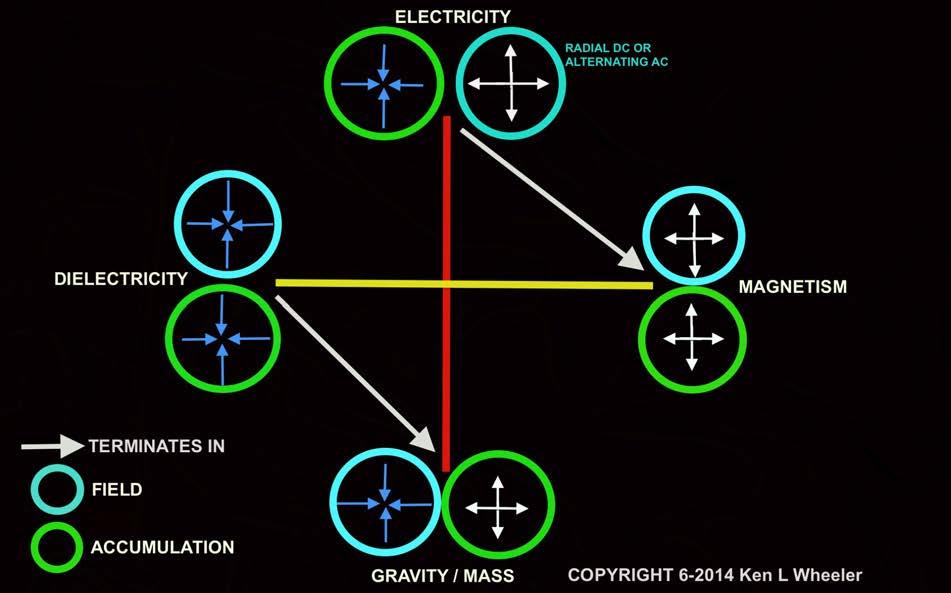 ELECTRICITY
RADIAL DC OR
ALTERNATING AC
DIELECTRICITY
MAGNETISM
TERMINATES IN
FIELD
ACCUMULATION
GRAVITY / MASS
COPYRIGHT 6-2014 Ken L Wheeler